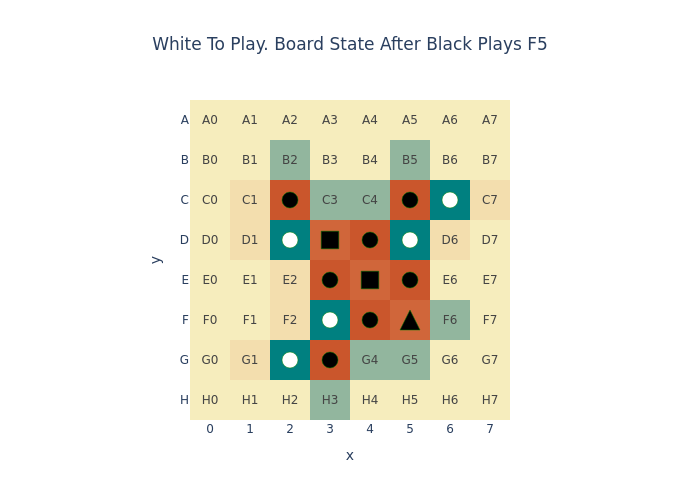 White To Play. Board State After Black Plays F5
A A0 A1 A2 A3 A4 A5 A6 A7
B B0 B1 B2 B3 B4 B5 B6 B7
C C0 C1 C3 C4 C7
D D0 D1 D6 D7
y
E E0 E1 E2 E6 E7
F F0 F1 F2 F6 F7
G G0 G1 G4 G5 G6 G7
H H0 H1 H2 H3 H4 H5 H6 H7
0 1 2 3 4 5 6 7
x